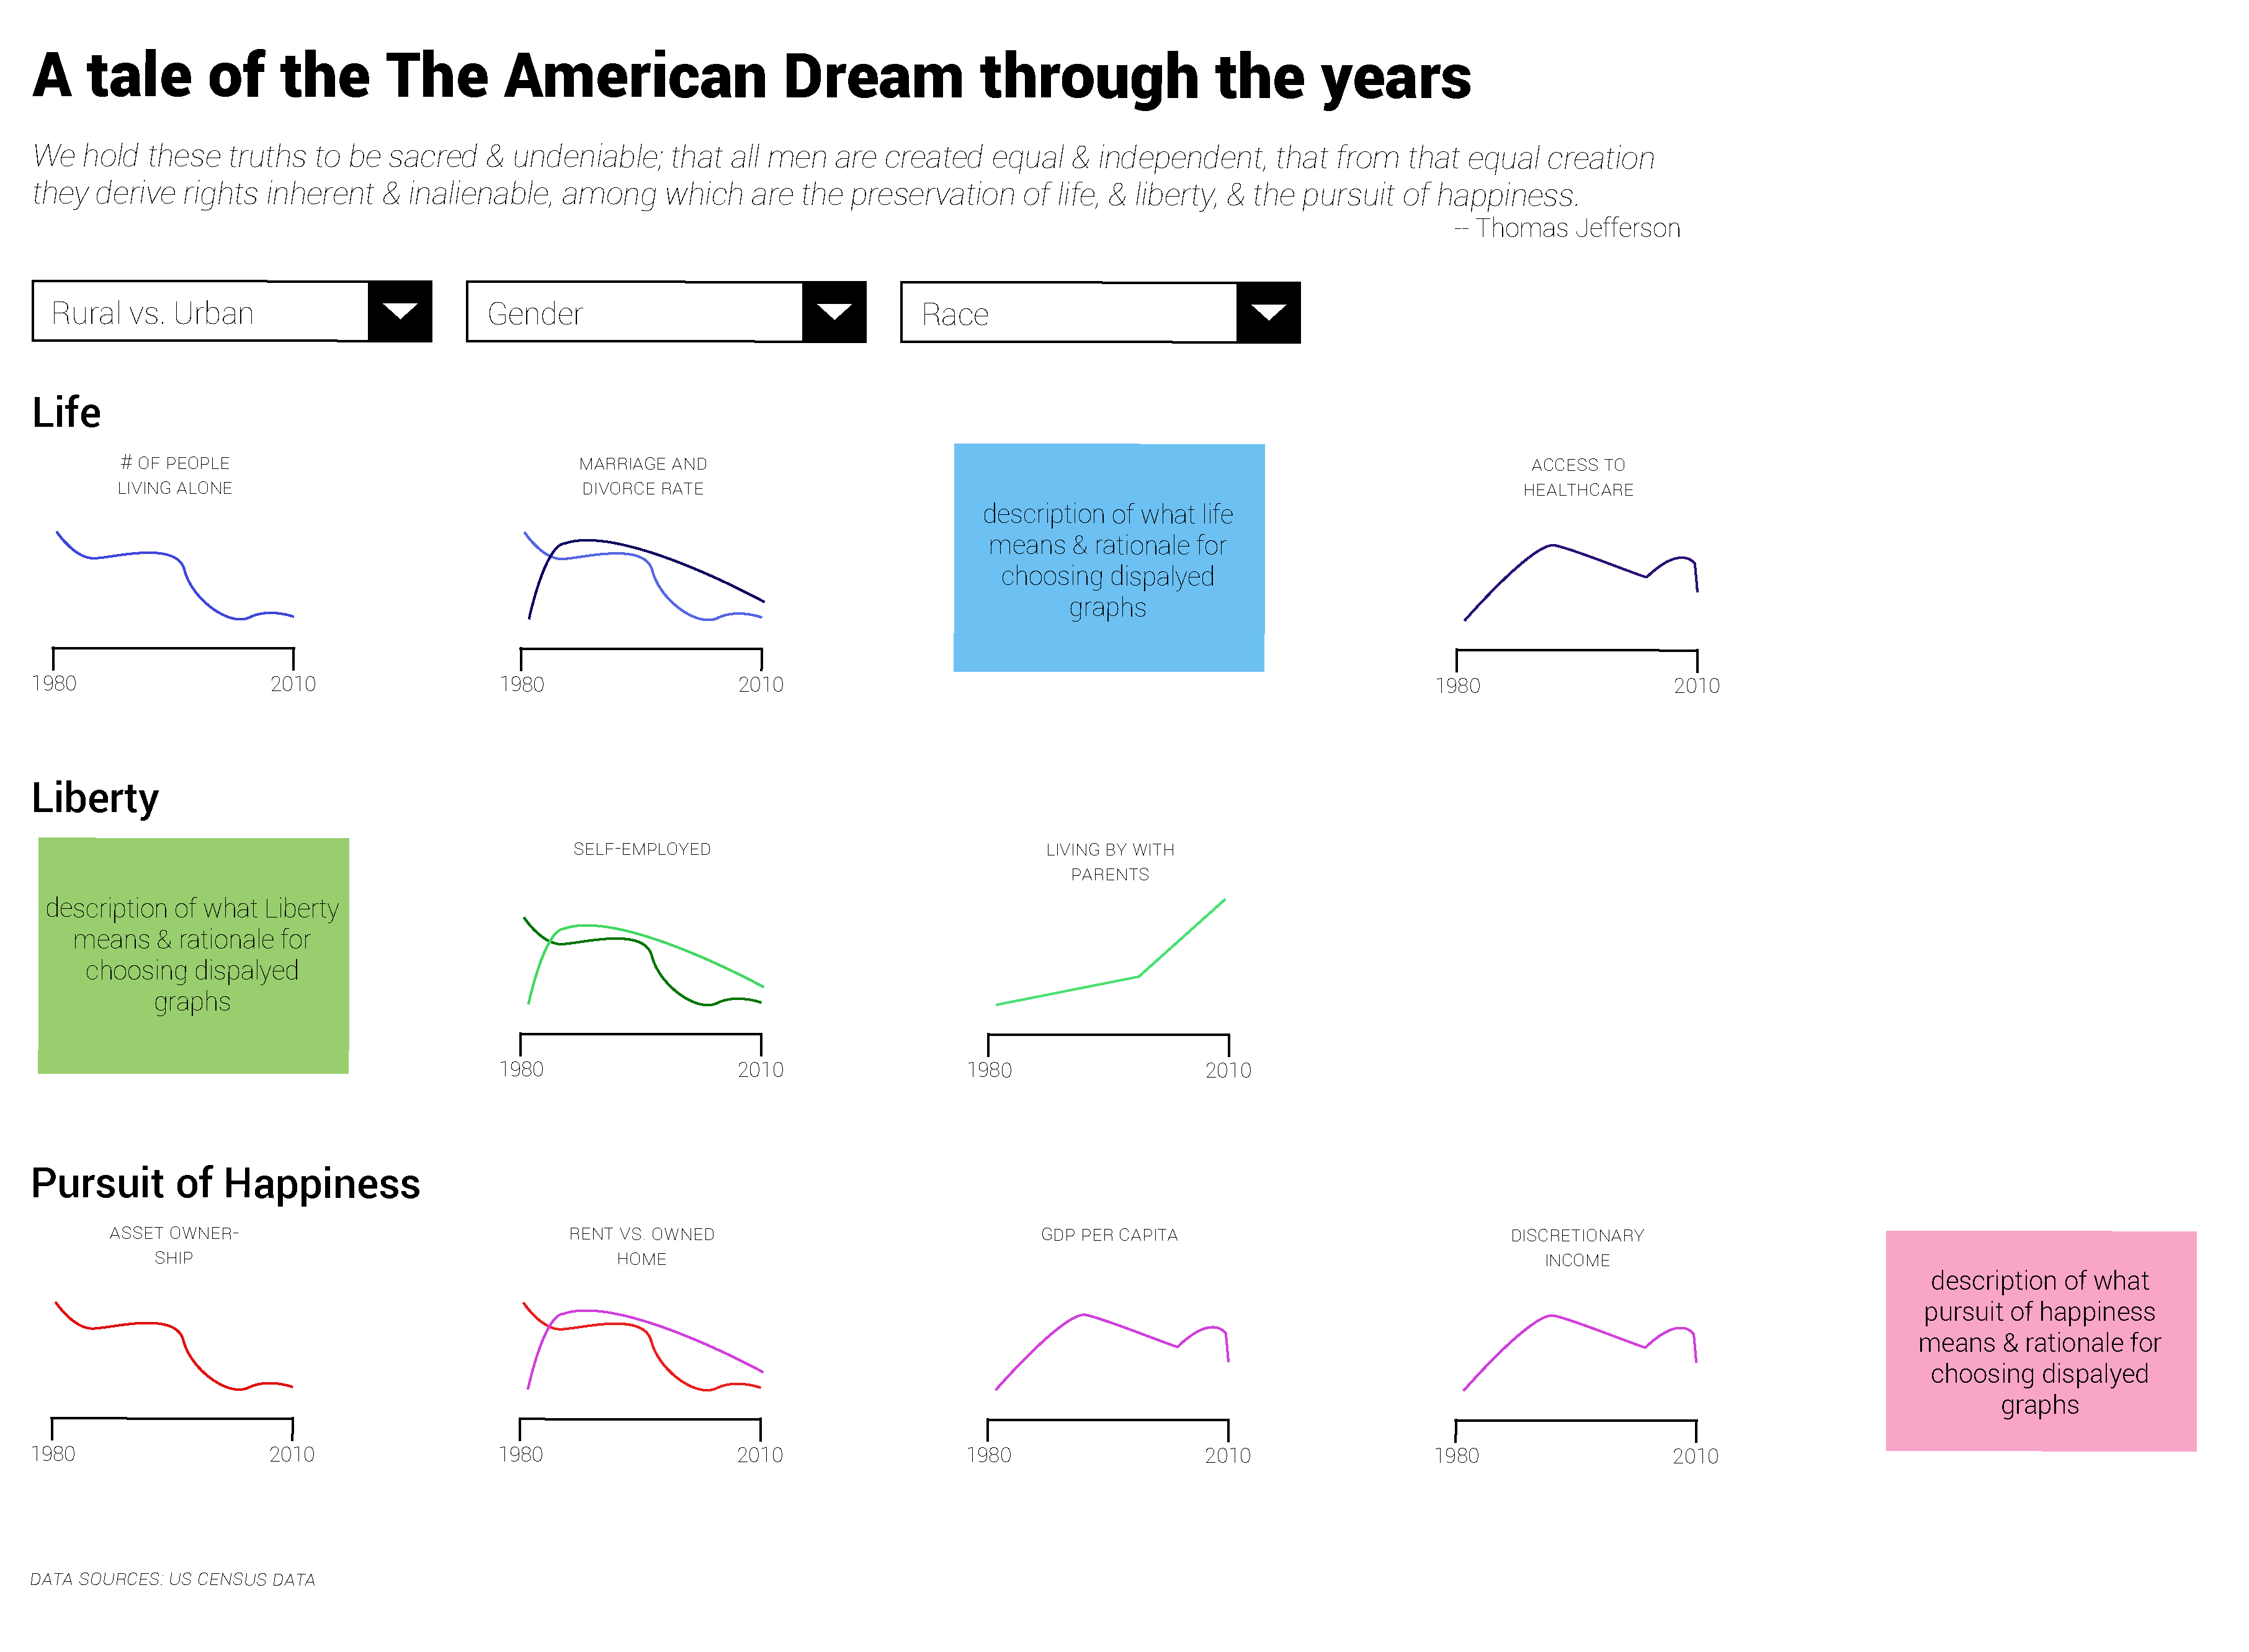 A tale of the The American Dream through the years
We hold these truths to be sacred & undeniable; that all men are created equal & independent, that from that equal creation
they derive rights inherent & inalienable, among which are the preservation of life, & liberty, & the pursuit of happiness.
-- Thomas Jefferson
Rural vs. Urban
Gender
Race
Life
# OF PEOPLE
LIVING ALONE
1980
2010
MARRIAGE AND
DIVORCE RATE
1980
2010
description of what life
means & rationale for
choosing dispalyed
graphs
ACCESS TO
HEALTHCARE
1980
2010
Liberty
description of what Liberty
means & rationale for
choosing dispalyed
graphs
SELF-EMPLOYED
1980
2010
LIVING BY WITH
PARENTS
1980
2010
Pursuit of Happiness
ASSET OWNER-
SHIP
1980
2010
RENT VS. OWNED
HOME
1980
2010
GDP PER CAPITA
1980
2010
DISCRETIONARY
INCOME
1980
2010
description of what
pursuit of happiness
means & rationale for
choosing dispalyed
graphs
DATA SOURCES: US CENSUS DATA